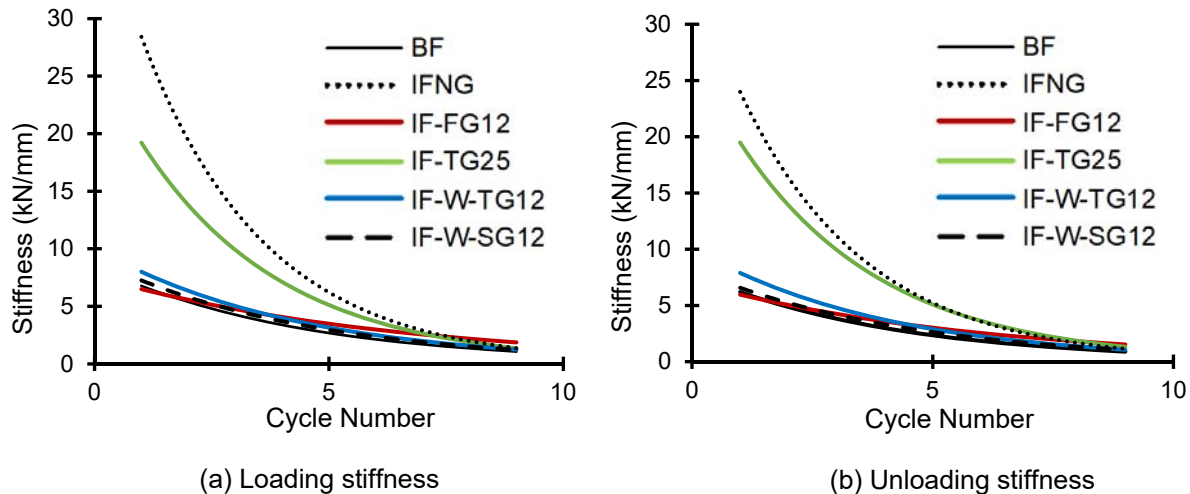 30
25
20
15
10
5
0
Stiffness (kN/mm)
BF
IFNG
IF-FG12
IF-TG25
IF-W-TG12
IF-W-SG12
0
5
10
Cycle Number
(a) Loading stiffness
30
25
20
15
10
5
0
Stiffness (kN/mm)
BF
IFNG
IF-FG12
IF-TG25
IF-W-TG12
IF-W-SG12
0
5
10
Cycle Number
(b) Unloading stiffness